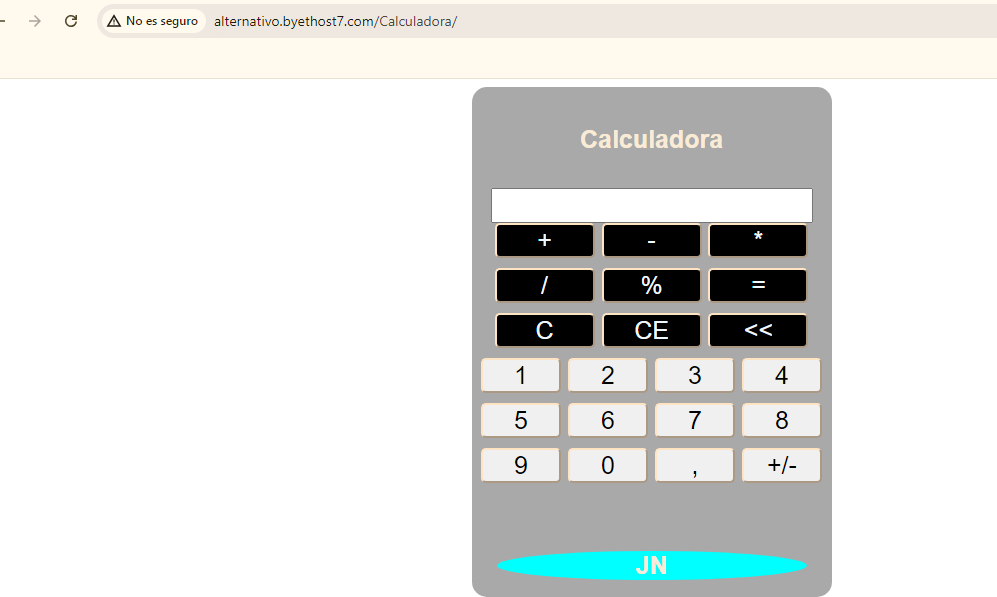 No es seguro alternativo.byethost7.com/Calculadora/
Calculadora
+ - *
/ % =
C CE <<
1 2 3 4
5 6 7 8
9 0 , +/-
JN